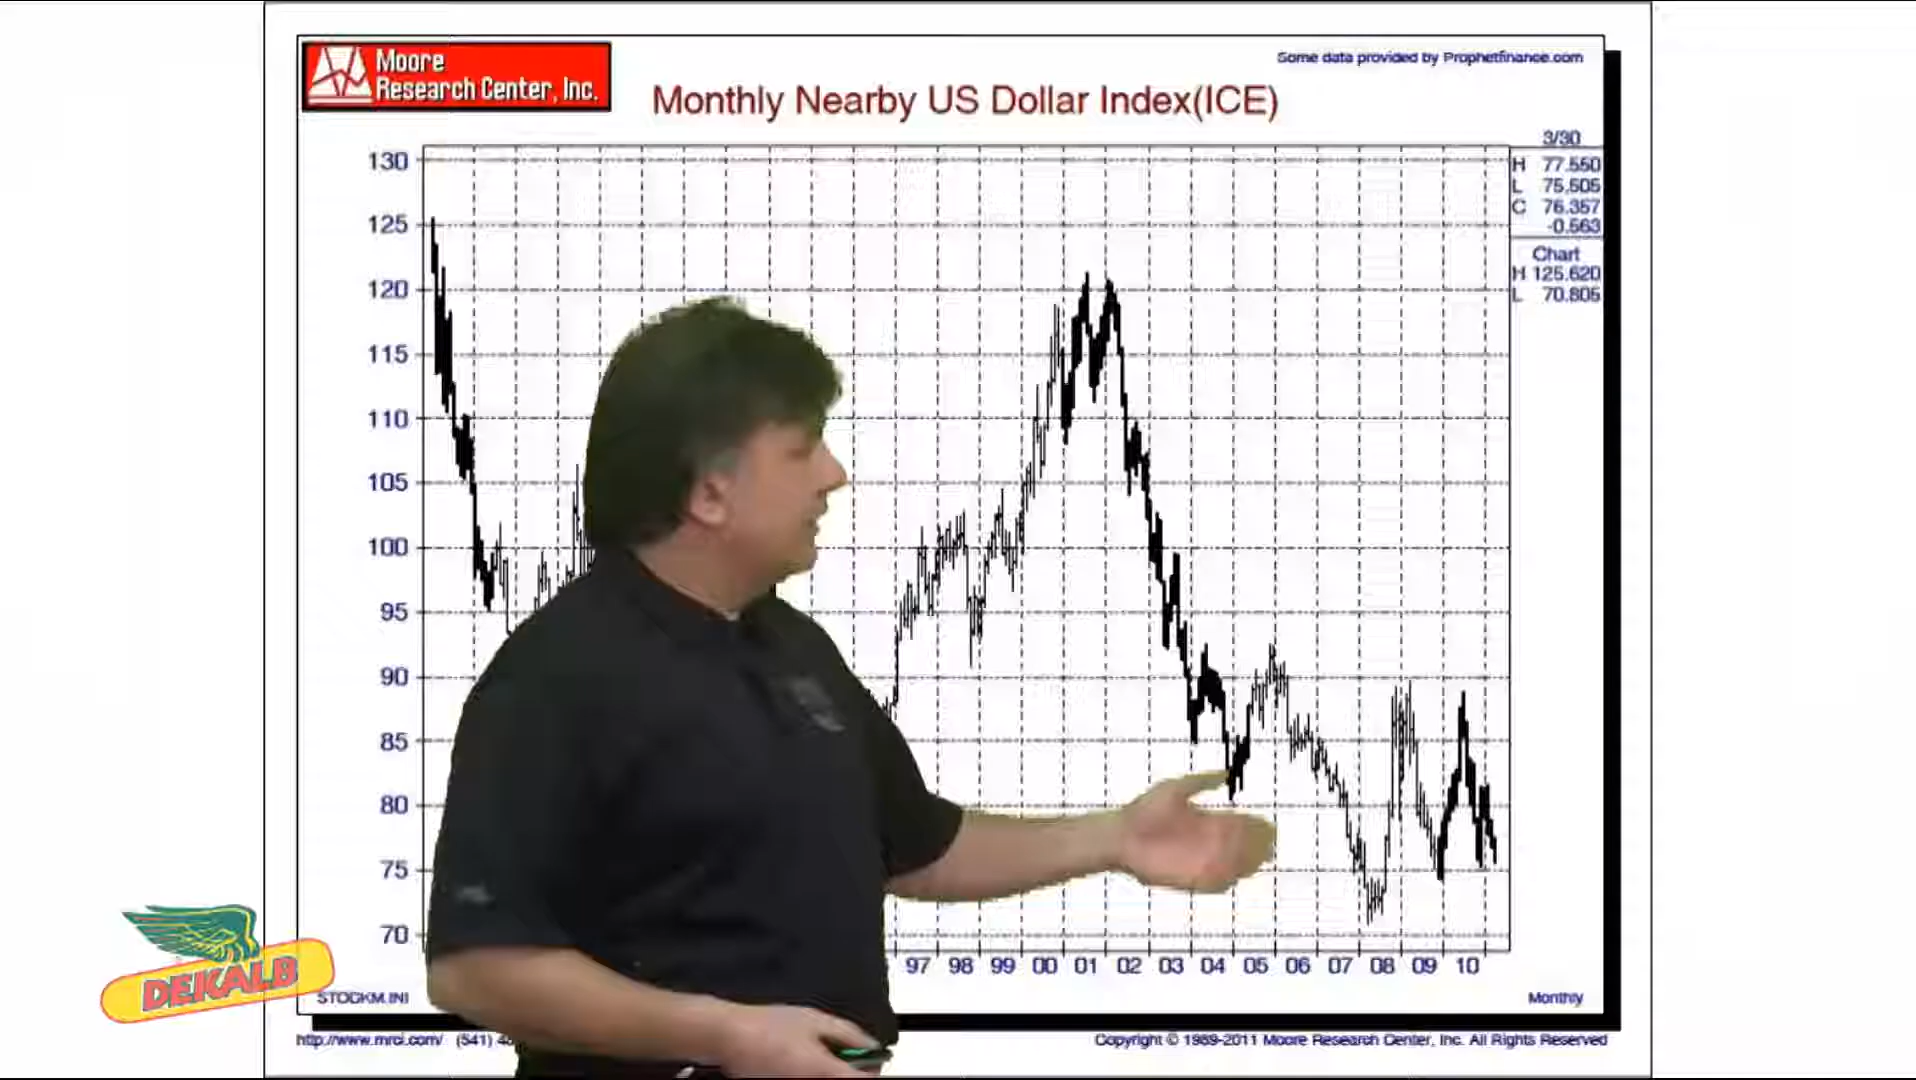 Moore
Research Center, Inc.
Some data provided by Prophetfinance.com
Monthly Nearby US Dollar Index(ICE)
3/30
H 77.550
L 75.505
C 76.357
-0.563
Chart
H 125.620
L 70.805
130
125
120
115
110
105
100
95
90
85
80
75
70
97 98 99 00 01 02 03 04 05 06 07 08 09 10
DEKALB
STOCKM.INI
Monthly
http://www.mrci.com/ (541)
Copyright © 1989-2011 Moore Research Center, Inc. All Rights Reserved